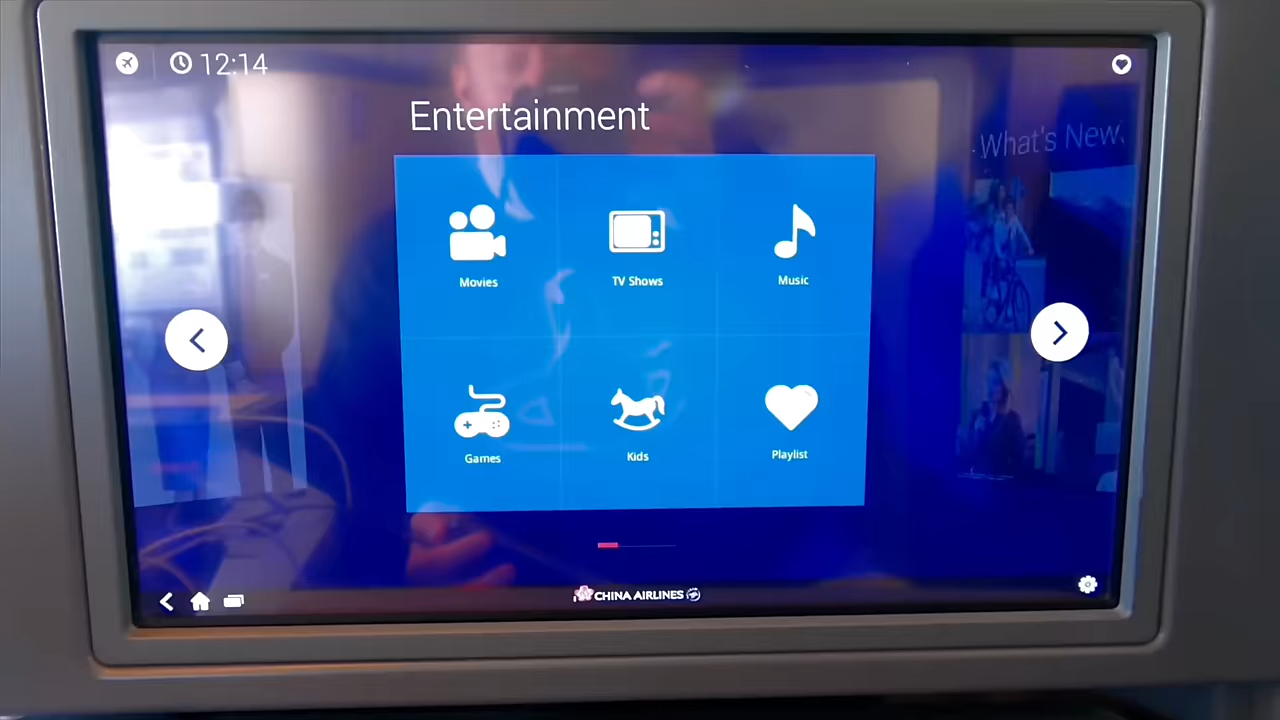 12:14
Entertainment
What's New
Movies
TV Shows
Music
Games
Kids
Playlist
CHINA AIRLINES